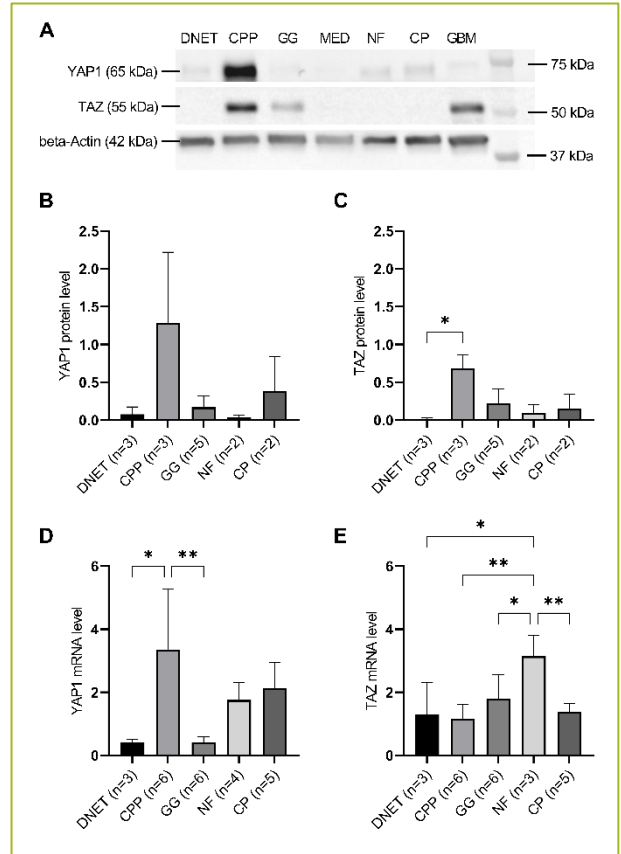 A
DNET CPP GG MED NF CP GBM
YAP1 (65 kDa)
75 kDa
TAZ (55 kDa)
50 kDa
beta-Actin (42 kDa)
37 kDa
B
YAP1 protein level
2.5
2.0
1.5
1.0
0.5
0.0
DNET (n=3)
CPP (n=3)
GG (n=5)
NF (n=2)
CP (n=2)
C
TAZ protein level
2.5
2.0
1.5
1.0
0.5
0.0
*
DNET (n=3)
CPP (n=3)
GG (n=5)
NF (n=2)
CP (n=2)
D
YAP1 mRNA level
6
4
2
0
* **
DNET (n=3)
CPP (n=6)
GG (n=6)
NF (n=4)
CP (n=5)
E
TAZ mRNA level
6
4
2
0
*
**
* **
DNET (n=3)
CPP (n=6)
GG (n=6)
NF (n=3)
CP (n=5)